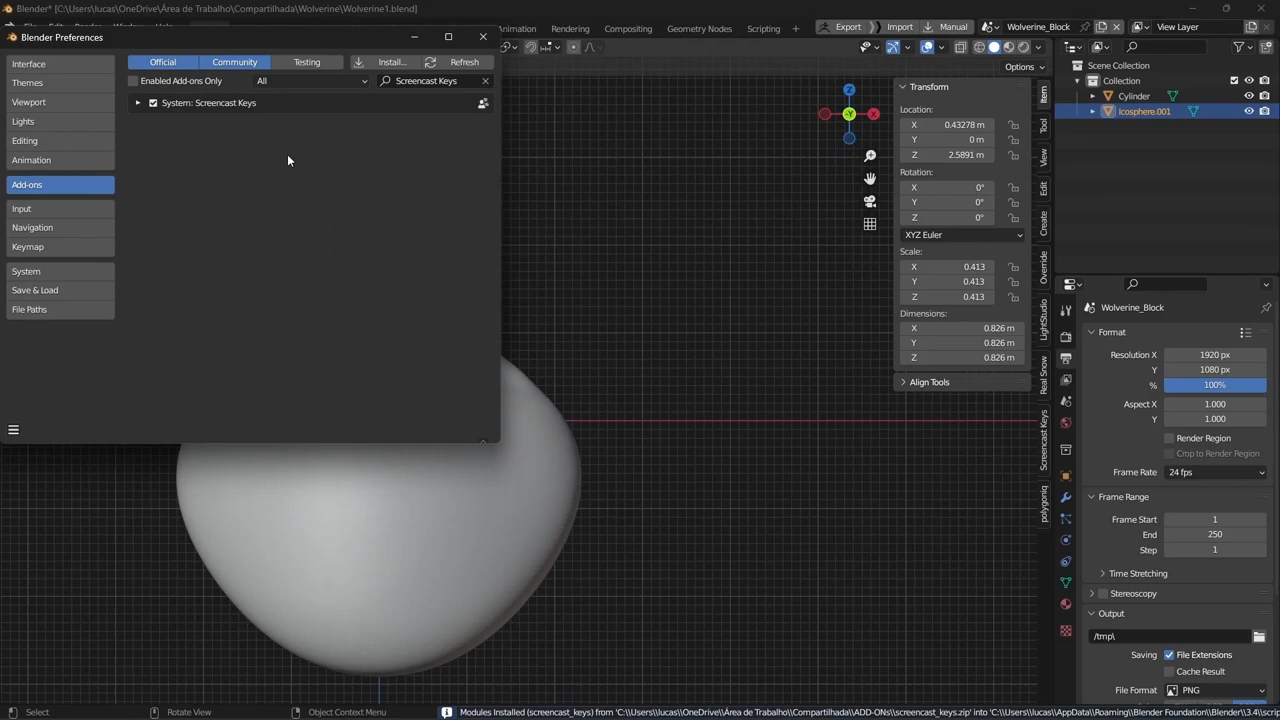 Blender* [C:\Users\lucas\OneDrive\Área de Trabalho\Compartilhada\Wolverine\Wolverine1.blend]
Blender Preferences
Animation Rendering Compositing Geometry Nodes Scripting Export Import Manual Wolverine_Block View Layer
Official Community Testing Install... Refresh
Enabled Add-ons Only All Screencast Keys
System: Screencast Keys
Interface
Themes
Viewport
Lights
Editing
Animation
Add-ons
Input
Navigation
Keymap
System
Save & Load
File Paths
Options
Z
-Y
X
Transform
Location:
X 0.43278 m
Y 0 m
Z 2.5891 m
Rotation:
X 0°
Y 0°
Z 0°
XYZ Euler
Scale:
X 0.413
Y 0.413
Z 0.413
Dimensions:
X 0.826 m
Y 0.826 m
Z 0.826 m
Align Tools
Item
Tool
View
Edit
Create
Override
LightStudio
Real Snow
Screencast Keys
polygoniq
Scene Collection
Collection
Cylinder
Icosphere.001
Wolverine_Block
Format
Resolution X 1920 px
Y 1080 px
% 100%
Aspect X 1.000
Y 1.000
Render Region
Crop to Render Region
Frame Rate 24 fps
Frame Range
Frame Start 1
End 250
Step 1
Time Stretching
Stereoscopy
Output
/tmp\
Saving File Extensions
Cache Result
File Format PNG
Select Rotate View Object Context Menu Modules Installed (screencast_keys) from 'C:\\Users\\lucas\\OneDrive\\Área de Trabalho\\Compartilhada\\ADD-ONs\\screencast_keys.zip' into 'C:\\Users\\lucas\\AppData\\Roaming\\Blender Foundation\\Blender\\3.4\\scri